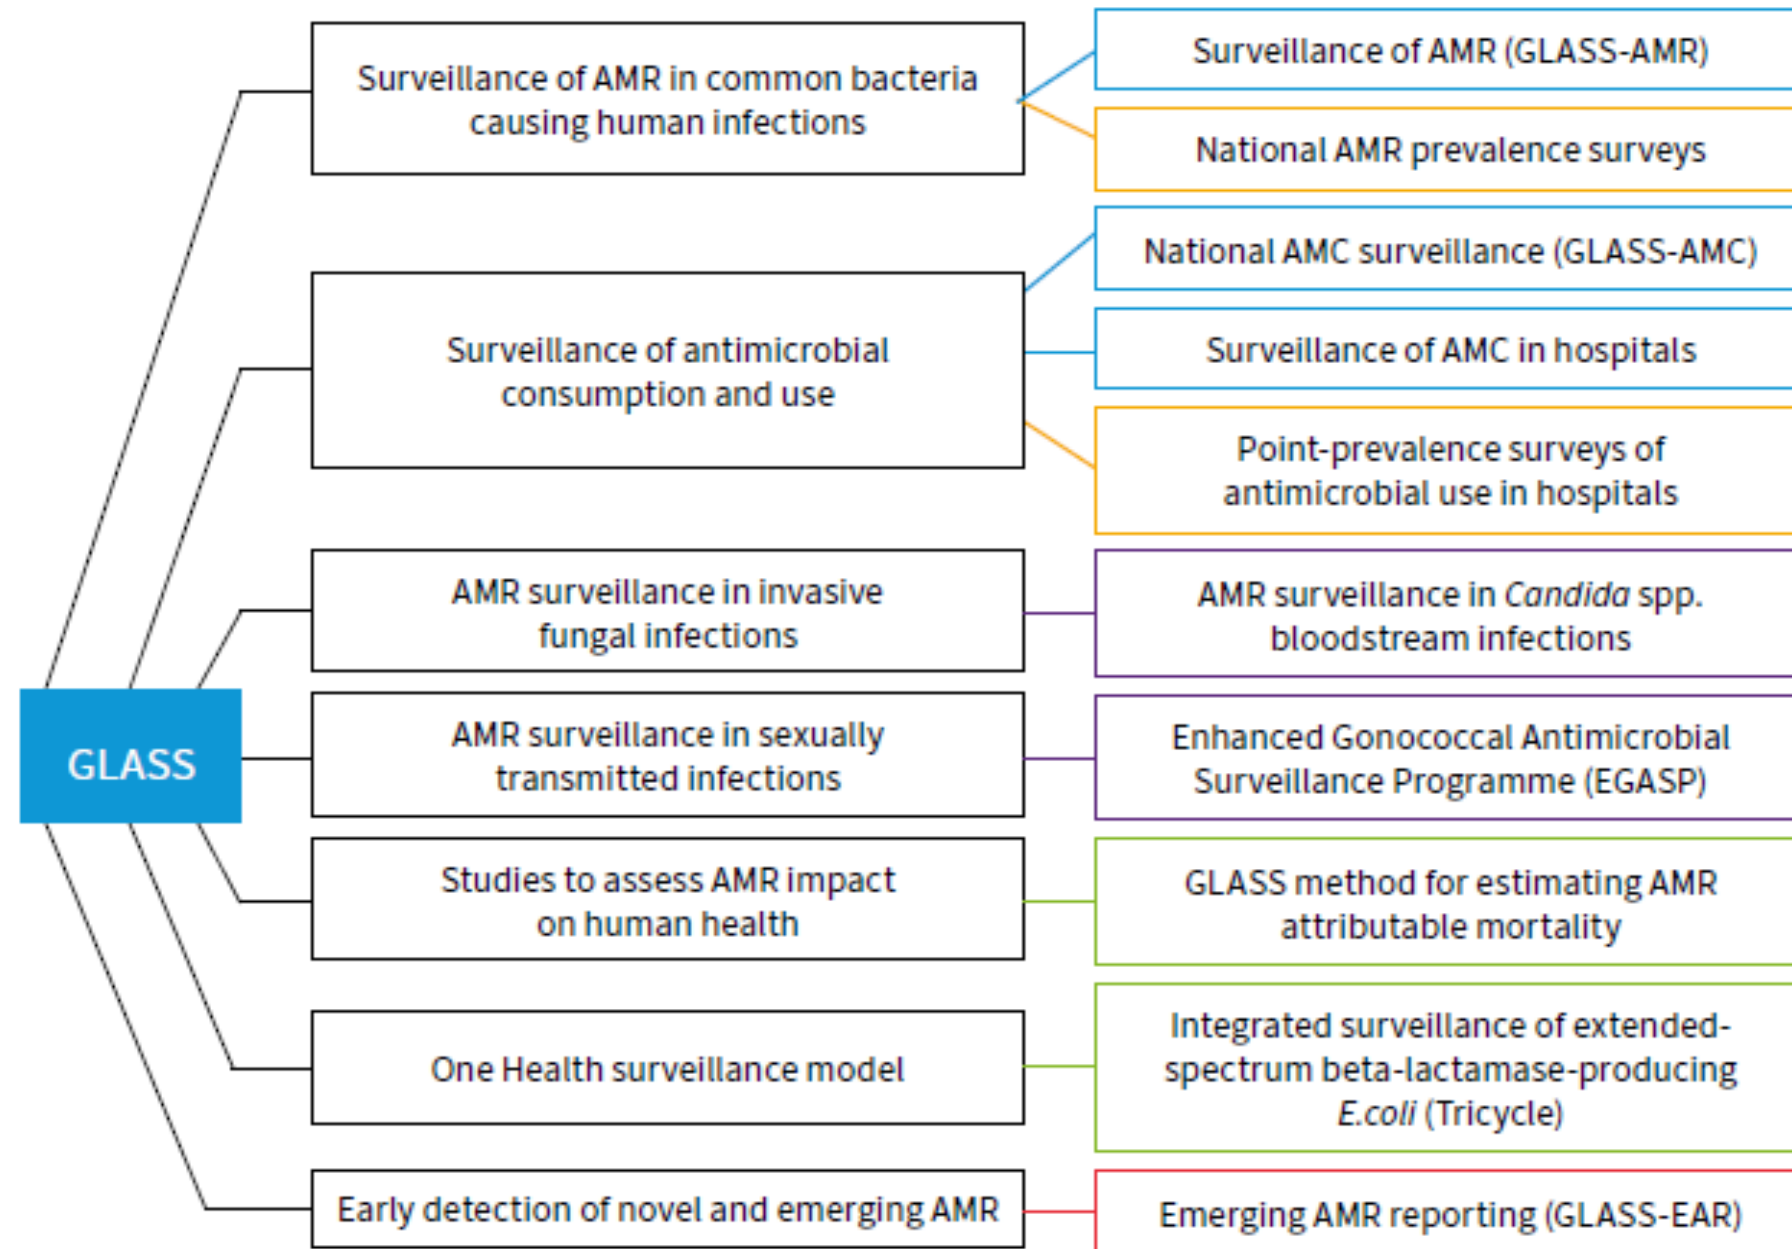 GLASS
Surveillance of AMR in common bacteria
causing human infections
Surveillance of AMR (GLASS-AMR)
National AMR prevalence surveys
Surveillance of antimicrobial
consumption and use
National AMC surveillance (GLASS-AMC)
Surveillance of AMC in hospitals
Point-prevalence surveys of
antimicrobial use in hospitals
AMR surveillance in invasive
fungal infections
AMR surveillance in Candida spp.
bloodstream infections
AMR surveillance in sexually
transmitted infections
Enhanced Gonococcal Antimicrobial
Surveillance Programme (EGASP)
Studies to assess AMR impact
on human health
GLASS method for estimating AMR
attributable mortality
One Health surveillance model
Integrated surveillance of extended-
spectrum beta-lactamase-producing
E.coli (Tricycle)
Early detection of novel and emerging AMR
Emerging AMR reporting (GLASS-EAR)